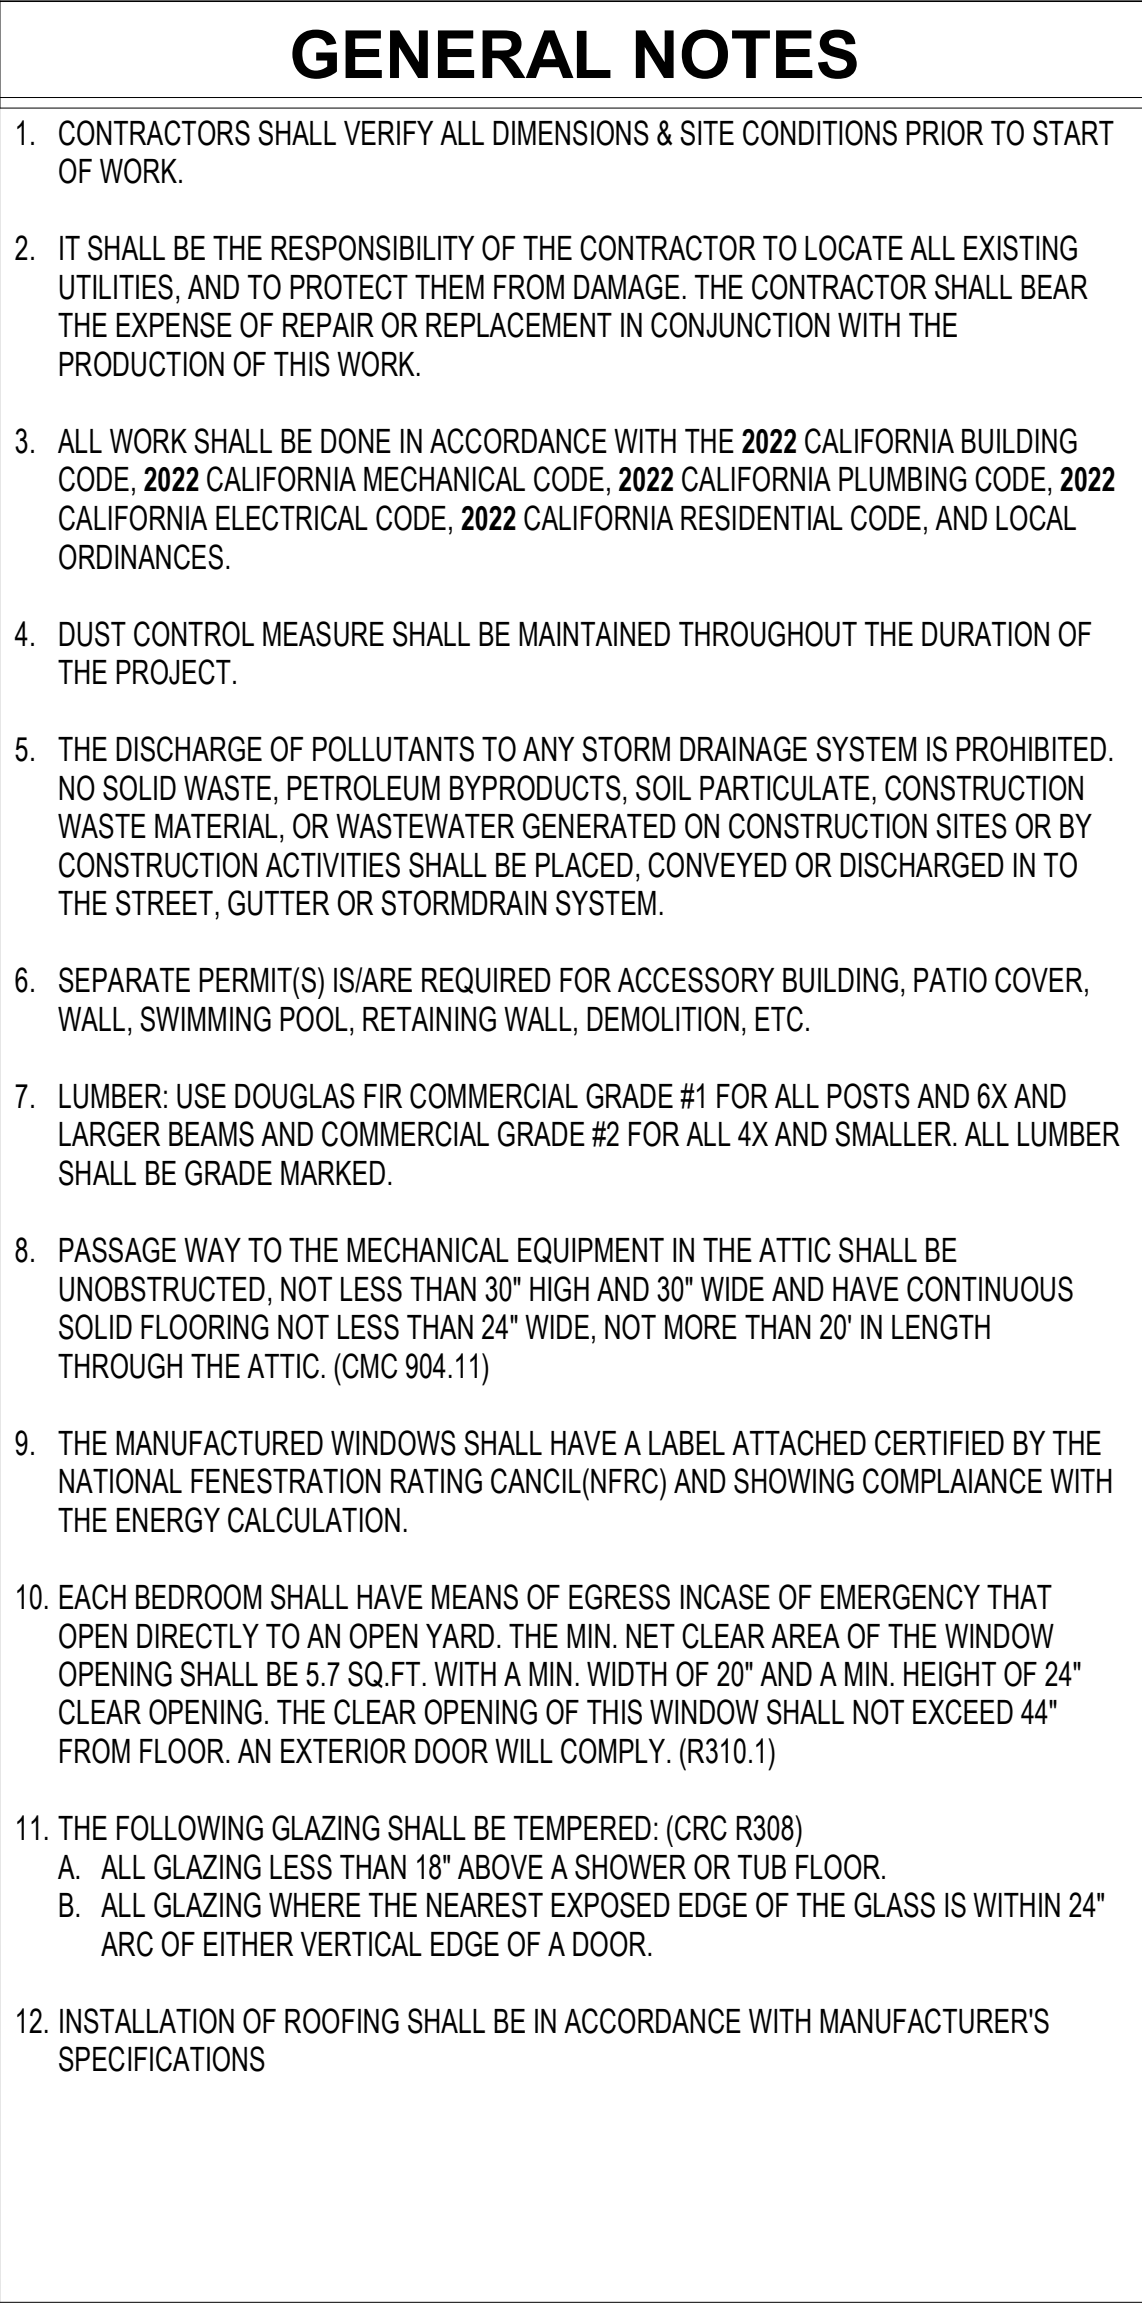 GENERAL NOTES
1. CONTRACTORS SHALL VERIFY ALL DIMENSIONS & SITE CONDITIONS PRIOR TO START
OF WORK.
2. IT SHALL BE THE RESPONSIBILITY OF THE CONTRACTOR TO LOCATE ALL EXISTING
UTILITIES, AND TO PROTECT THEM FROM DAMAGE. THE CONTRACTOR SHALL BEAR
THE EXPENSE OF REPAIR OR REPLACEMENT IN CONJUNCTION WITH THE
PRODUCTION OF THIS WORK.
3. ALL WORK SHALL BE DONE IN ACCORDANCE WITH THE 2022 CALIFORNIA BUILDING
CODE, 2022 CALIFORNIA MECHANICAL CODE, 2022 CALIFORNIA PLUMBING CODE, 2022
CALIFORNIA ELECTRICAL CODE, 2022 CALIFORNIA RESIDENTIAL CODE, AND LOCAL
ORDINANCES.
4. DUST CONTROL MEASURE SHALL BE MAINTAINED THROUGHOUT THE DURATION OF
THE PROJECT.
5. THE DISCHARGE OF POLLUTANTS TO ANY STORM DRAINAGE SYSTEM IS PROHIBITED.
NO SOLID WASTE, PETROLEUM BYPRODUCTS, SOIL PARTICULATE, CONSTRUCTION
WASTE MATERIAL, OR WASTEWATER GENERATED ON CONSTRUCTION SITES OR BY
CONSTRUCTION ACTIVITIES SHALL BE PLACED, CONVEYED OR DISCHARGED IN TO
THE STREET, GUTTER OR STORMDRAIN SYSTEM.
6. SEPARATE PERMIT(S) IS/ARE REQUIRED FOR ACCESSORY BUILDING, PATIO COVER,
WALL, SWIMMING POOL, RETAINING WALL, DEMOLITION, ETC.
7. LUMBER: USE DOUGLAS FIR COMMERCIAL GRADE #1 FOR ALL POSTS AND 6X AND
LARGER BEAMS AND COMMERCIAL GRADE #2 FOR ALL 4X AND SMALLER. ALL LUMBER
SHALL BE GRADE MARKED.
8. PASSAGE WAY TO THE MECHANICAL EQUIPMENT IN THE ATTIC SHALL BE
UNOBSTRUCTED, NOT LESS THAN 30" HIGH AND 30" WIDE AND HAVE CONTINUOUS
SOLID FLOORING NOT LESS THAN 24" WIDE, NOT MORE THAN 20' IN LENGTH
THROUGH THE ATTIC. (CMC 904.11)
9. THE MANUFACTURED WINDOWS SHALL HAVE A LABEL ATTACHED CERTIFIED BY THE
NATIONAL FENESTRATION RATING CANCIL(NFRC) AND SHOWING COMPLAIANCE WITH
THE ENERGY CALCULATION.
10. EACH BEDROOM SHALL HAVE MEANS OF EGRESS INCASE OF EMERGENCY THAT
OPEN DIRECTLY TO AN OPEN YARD. THE MIN. NET CLEAR AREA OF THE WINDOW
OPENING SHALL BE 5.7 SQ.FT. WITH A MIN. WIDTH OF 20" AND A MIN. HEIGHT OF 24"
CLEAR OPENING. THE CLEAR OPENING OF THIS WINDOW SHALL NOT EXCEED 44"
FROM FLOOR. AN EXTERIOR DOOR WILL COMPLY. (R310.1)
11. THE FOLLOWING GLAZING SHALL BE TEMPERED: (CRC R308)
A. ALL GLAZING LESS THAN 18" ABOVE A SHOWER OR TUB FLOOR.
B. ALL GLAZING WHERE THE NEAREST EXPOSED EDGE OF THE GLASS IS WITHIN 24"
ARC OF EITHER VERTICAL EDGE OF A DOOR.
12. INSTALLATION OF ROOFING SHALL BE IN ACCORDANCE WITH MANUFACTURER'S
SPECIFICATIONS